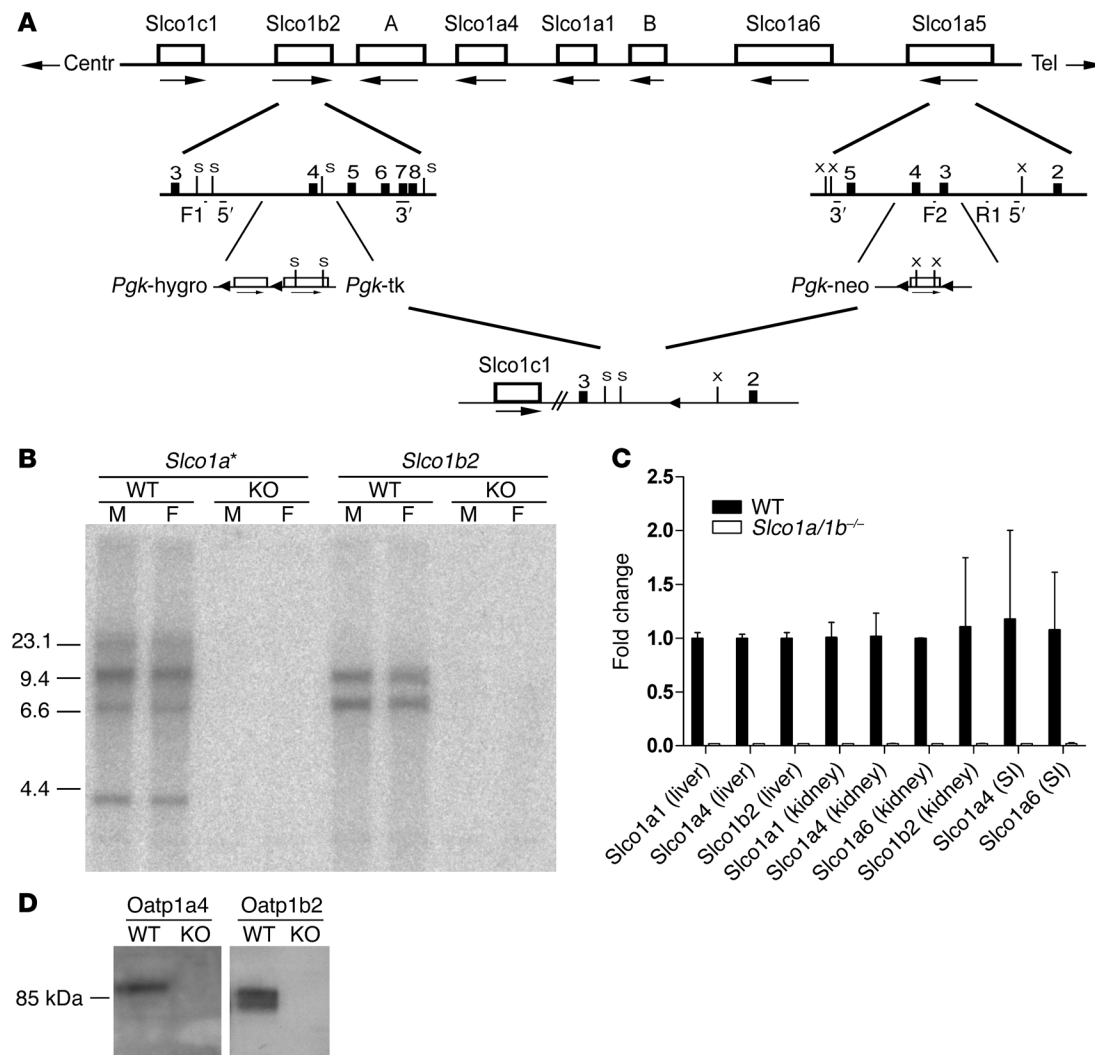 A
Slco1c1 Slco1b2 A Slco1a4 Slco1a1 B Slco1a6 Slco1a5
Centr Tel
3 s s 4 s 5 6 7 8 s
F1 5′ 3′
x x 5 4 3 x 2
3′ F2 R1 5′
Pgk-hygro s s Pgk-tk
Pgk-neo x x
Slco1c1
3 s s x 2
B
Slco1a* Slco1b2
WT KO WT KO
M F M F M F M F
23.1
9.4
6.6
4.4
C
Fold change
2.5
2.0
1.5
1.0
0.5
0.0
WT
Slco1a/1b–/–
Slco1a1 (liver)
Slco1a4 (liver)
Slco1b2 (liver)
Slco1a1 (kidney)
Slco1a4 (kidney)
Slco1a6 (kidney)
Slco1b2 (kidney)
Slco1a4 (SI)
Slco1a6 (SI)
D
Oatp1a4 Oatp1b2
WT KO WT KO
85 kDa